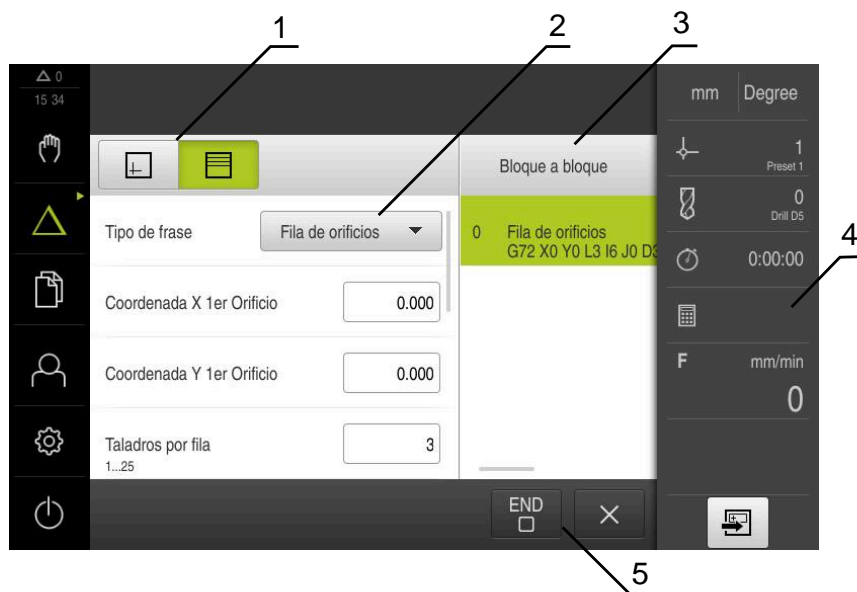 1
2
3
0
15 34
mm Degree
1
Preset 1
Bloque a bloque
0
Drill D5
Tipo de frase Fila de orificios
0 Fila de orificios
G72 X0 Y0 L3 I6 J0 D3
4
0:00:00
Coordenada X 1er Orificio 0.000
Coordenada Y 1er Orificio 0.000
F mm/min
0
Taladros por fila 3
1...25
END
5